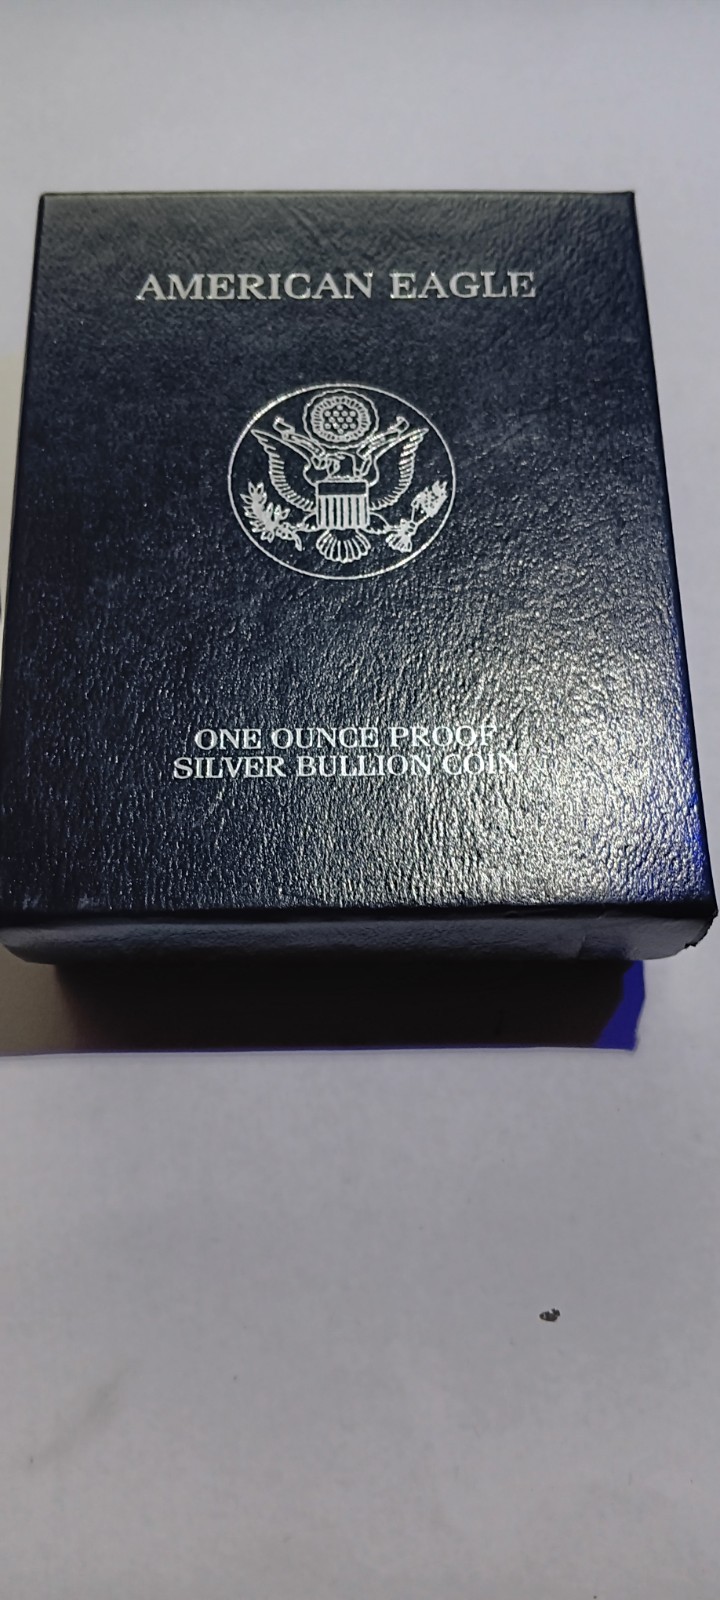 AMERICAN EAGLE
ONE OUNCE PROOF
SILVER BULLION COIN